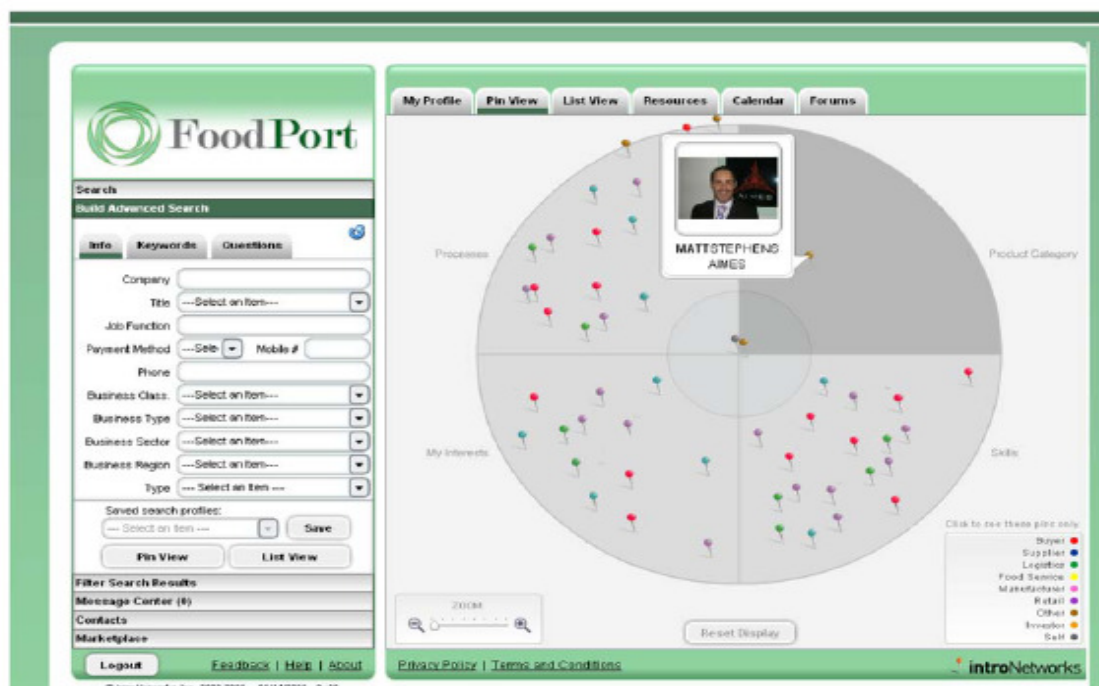 FoodPort
Search
Build Advanced Search
Info Keywords Questions
Company
Title ---Select an Item---
Job Function
Payment Method ---Sele Mobile #
Phone
Business Class. ---Select an Item---
Business Type ---Select an Item---
Business Sector ---Select an Item---
Business Region ---Select an Item---
Type --- Select an Item ---
Saved search profiles:
--- Select an Item --- Save
Pin View List View
Filter Search Results
Message Center (0)
Contacts
Marketplace
Logout Feedback | Help | About
My Profile Pin View List View Resources Calendar Forums
MATTSTEPHENS
AIMES
Processes
Product Category
My Interests
Skills
Click to see these pins only
Buyer
Supplier
Logistics
Food Service
Manufacturer
Retail
Other
Investor
Self
ZOOM
Reset Display
Privacy Policy | Terms and Conditions
introNetworks